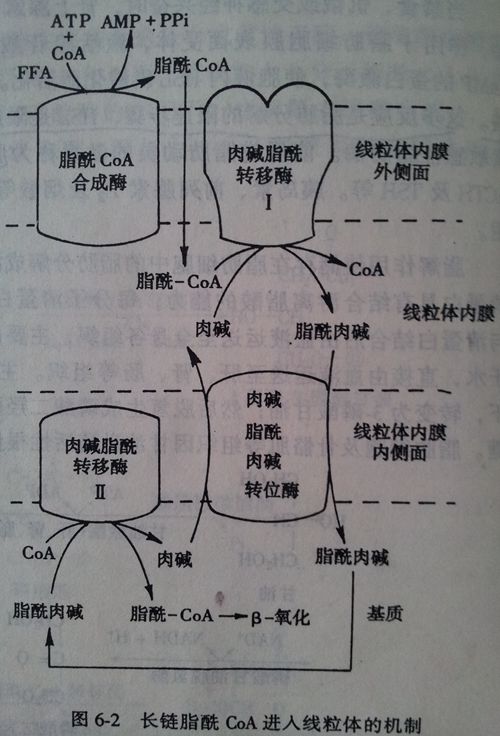 ATP AMP + PPi
+
CoA
FFA
脂酰 CoA
脂酰 CoA
合成酶
肉碱脂酰
转移酶
I
线粒体内膜
外侧面
脂酰-CoA
CoA
线粒体内膜
肉碱
脂酰肉碱
肉碱脂酰
转移酶
II
肉碱
脂酰
肉碱
转位酶
线粒体内膜
内侧面
CoA
肉碱
脂酰肉碱
脂酰肉碱
脂酰-CoA
β-氧化
基质
图 6-2 长链脂酰 CoA 进入线粒体的机制